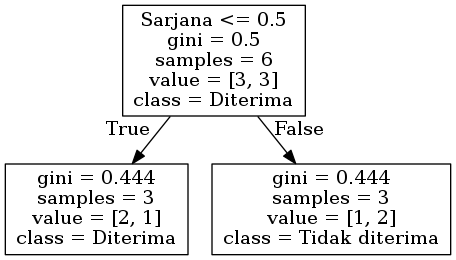 Sarjana <= 0.5
gini = 0.5
samples = 6
value = [3, 3]
class = Diterima
True
False
gini = 0.444
samples = 3
value = [2, 1]
class = Diterima
gini = 0.444
samples = 3
value = [1, 2]
class = Tidak diterima